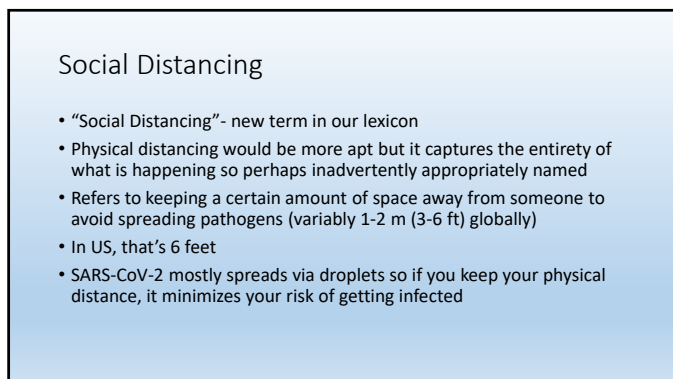 Social Distancing
• “Social Distancing”- new term in our lexicon
• Physical distancing would be more apt but it captures the entirety of
what is happening so perhaps inadvertently appropriately named
• Refers to keeping a certain amount of space away from someone to
avoid spreading pathogens (variably 1-2 m (3-6 ft) globally)
• In US, that’s 6 feet
• SARS-CoV-2 mostly spreads via droplets so if you keep your physical
distance, it minimizes your risk of getting infected